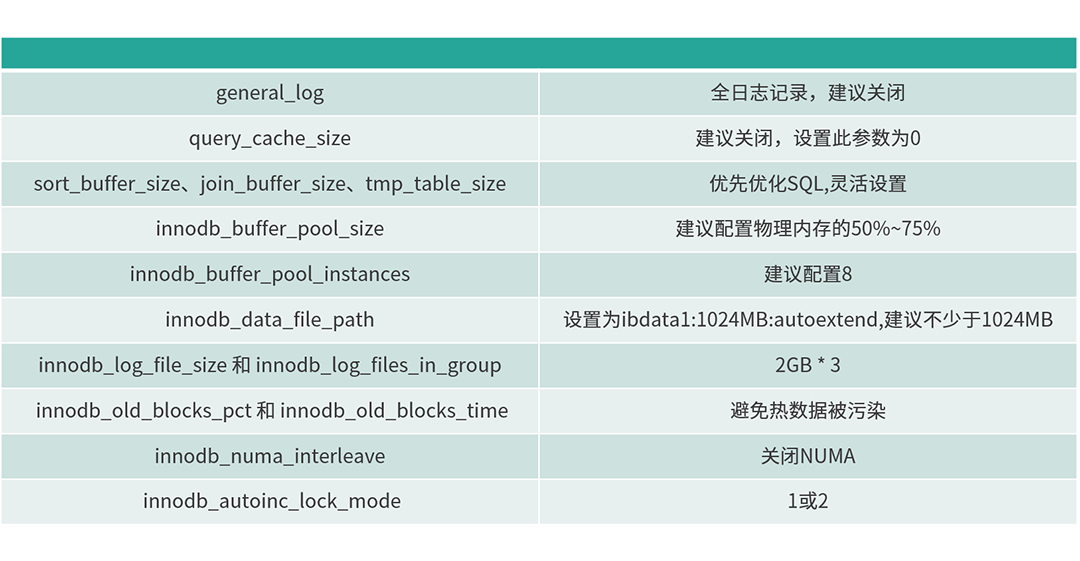 general_log 全日志记录，建议关闭
query_cache_size 建议关闭，设置此参数为0
sort_buffer_size、join_buffer_size、tmp_table_size 优先优化SQL,灵活设置
innodb_buffer_pool_size 建议配置物理内存的50%~75%
innodb_buffer_pool_instances 建议配置8
innodb_data_file_path 设置为ibdata1:1024MB:autoextend,建议不少于1024MB
innodb_log_file_size 和 innodb_log_files_in_group 2GB * 3
innodb_old_blocks_pct 和 innodb_old_blocks_time 避免热数据被污染
innodb_numa_interleave 关闭NUMA
innodb_autoinc_lock_mode 1或2